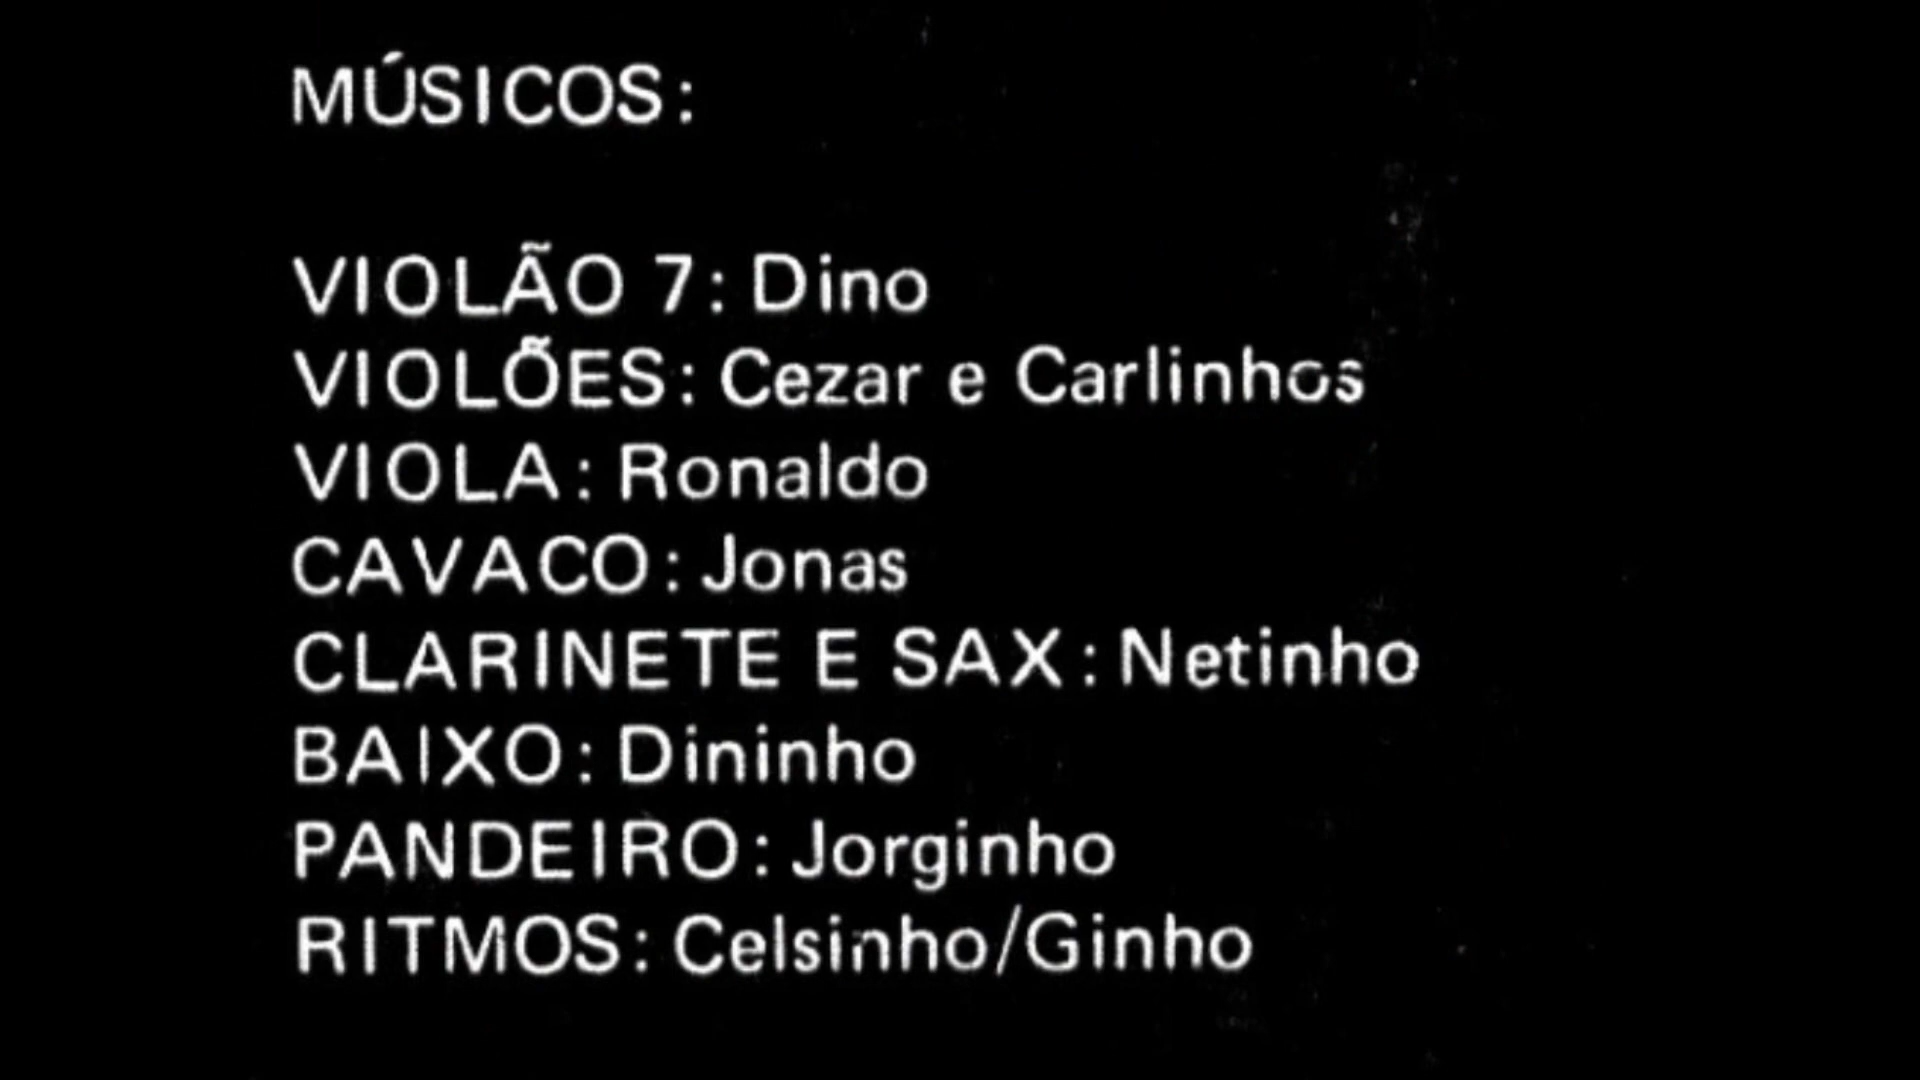 MÚSICOS:
VIOLÃO 7: Dino
VIOLÕES: Cezar e Carlinhos
VIOLA: Ronaldo
CAVACO: Jonas
CLARINETE E SAX: Netinho
BAIXO: Dininho
PANDEIRO: Jorginho
RITMOS: Celsinho/Ginho